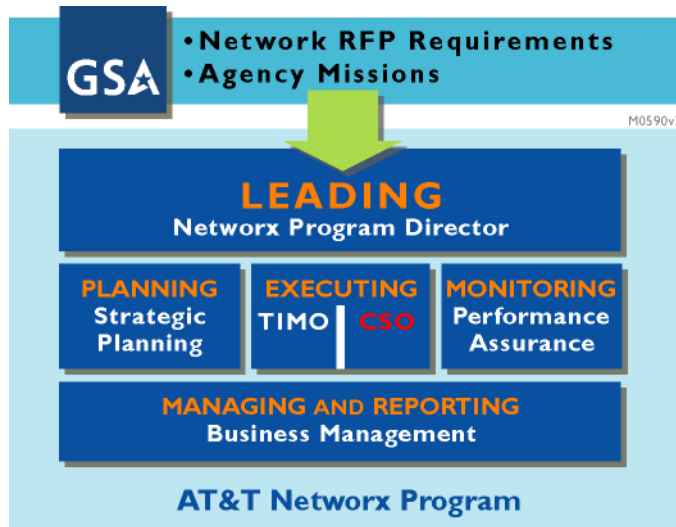 GSA
• Network RFP Requirements
• Agency Missions
LEADING
Networx Program Director
PLANNING
Strategic
Planning
EXECUTING
TIMO
CSO
MONITORING
Performance
Assurance
MANAGING AND REPORTING
Business Management
AT&T Networx Program